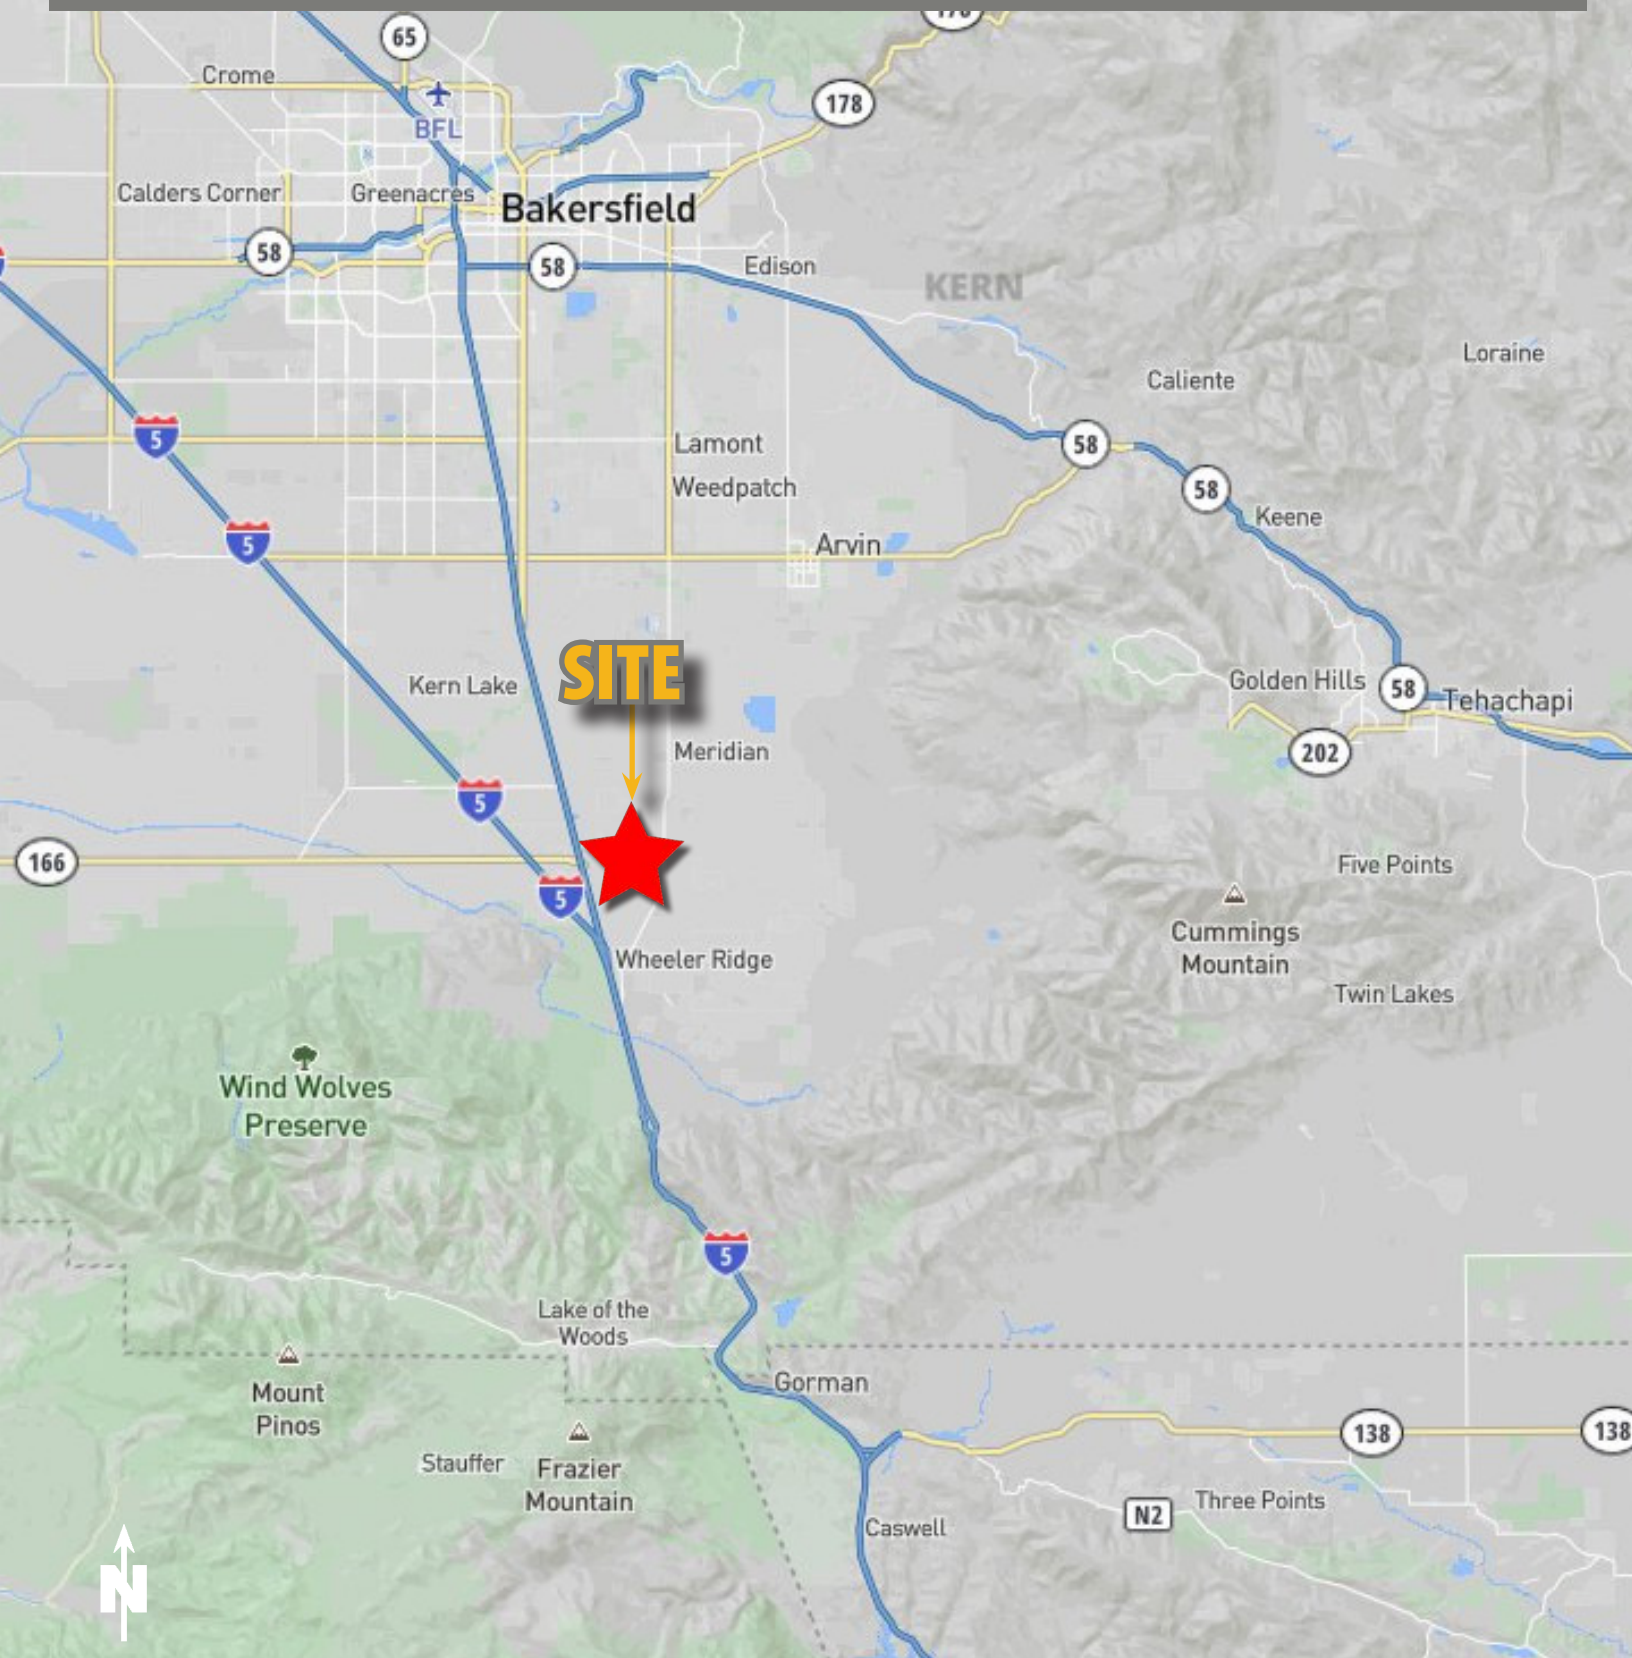 178
65
Crome
178
BFL
Calders Corner
Greenacres
Bakersfield
58
58
Edison
KERN
Loraine
Caliente
5
Lamont
58
Weedpatch
58
Keene
5
Arvin
SITE
Kern Lake
Golden Hills
58
Tehachapi
Meridian
202
5
166
Five Points
5
Cummings
Mountain
Wheeler Ridge
Twin Lakes
Wind Wolves
Preserve
5
Lake of the
Woods
Gorman
Mount
Pinos
138
138
Stauffer
Frazier
Mountain
Three Points
N2
Caswell
N